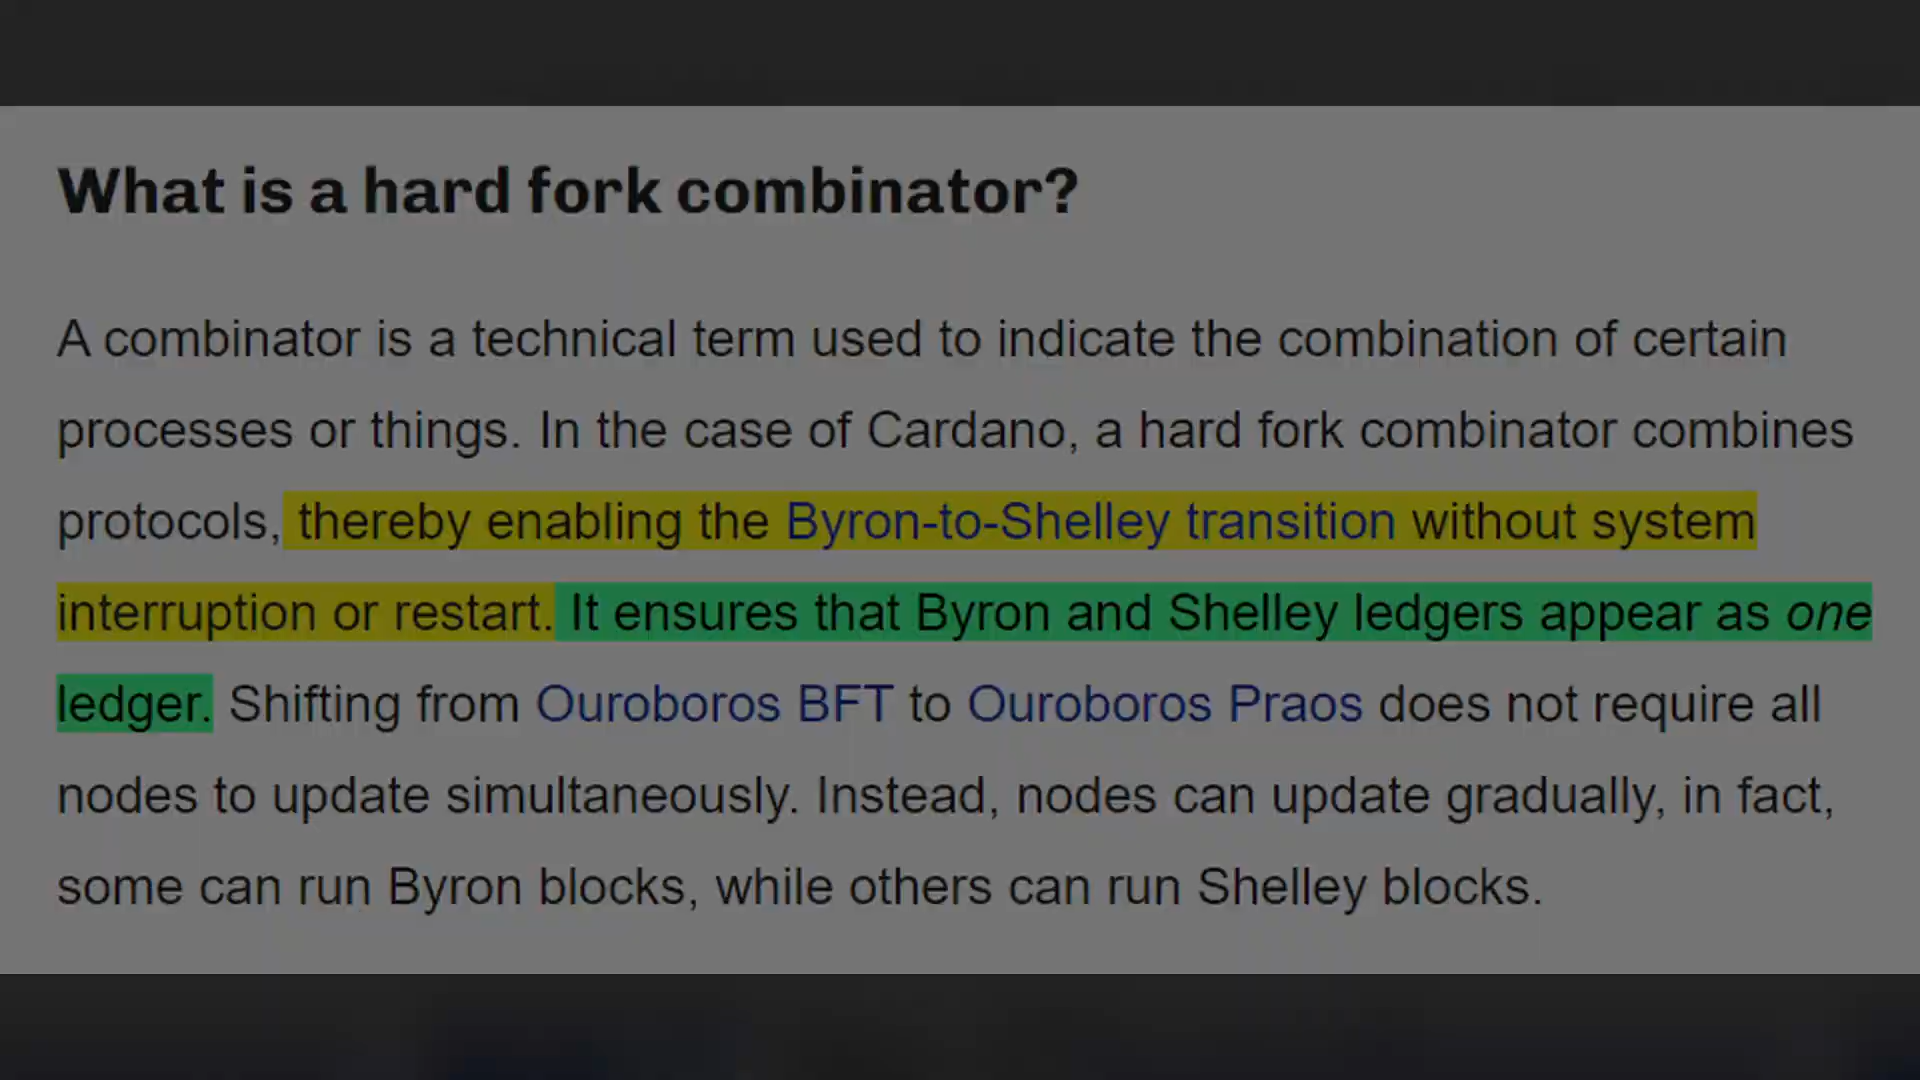 What is a hard fork combinator?
A combinator is a technical term used to indicate the combination of certain
processes or things. In the case of Cardano, a hard fork combinator combines
protocols, thereby enabling the Byron-to-Shelley transition without system
interruption or restart. It ensures that Byron and Shelley ledgers appear as one
ledger. Shifting from Ouroboros BFT to Ouroboros Praos does not require all
nodes to update simultaneously. Instead, nodes can update gradually, in fact,
some can run Byron blocks, while others can run Shelley blocks.